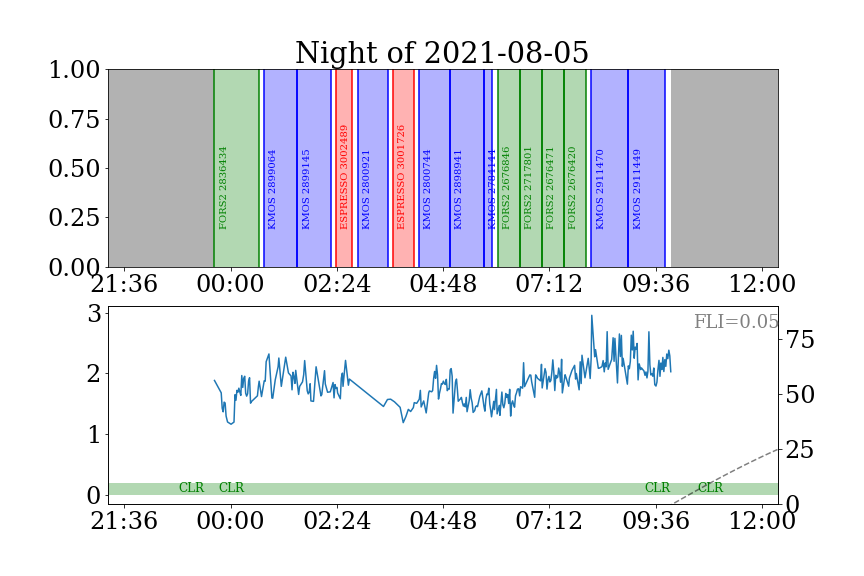 Night of 2021-08-05
1.00
0.75
0.50
0.25
0.00
FORS2 2836434
KMOS 2899064
KMOS 2899145
ESPRESSO 3002489
KMOS 2800921
ESPRESSO 3001726
KMOS 2800744
KMOS 2898941
KMOS 2784144
FORS2 2676846
FORS2 2717801
FORS2 2676471
FORS2 2676420
KMOS 2911470
KMOS 2911449
21:36 00:00 02:24 04:48 07:12 09:36 12:00
3
2
1
0
FLI=0.05
75
50
25
0
CLR CLR CLR CLR
21:36 00:00 02:24 04:48 07:12 09:36 12:00